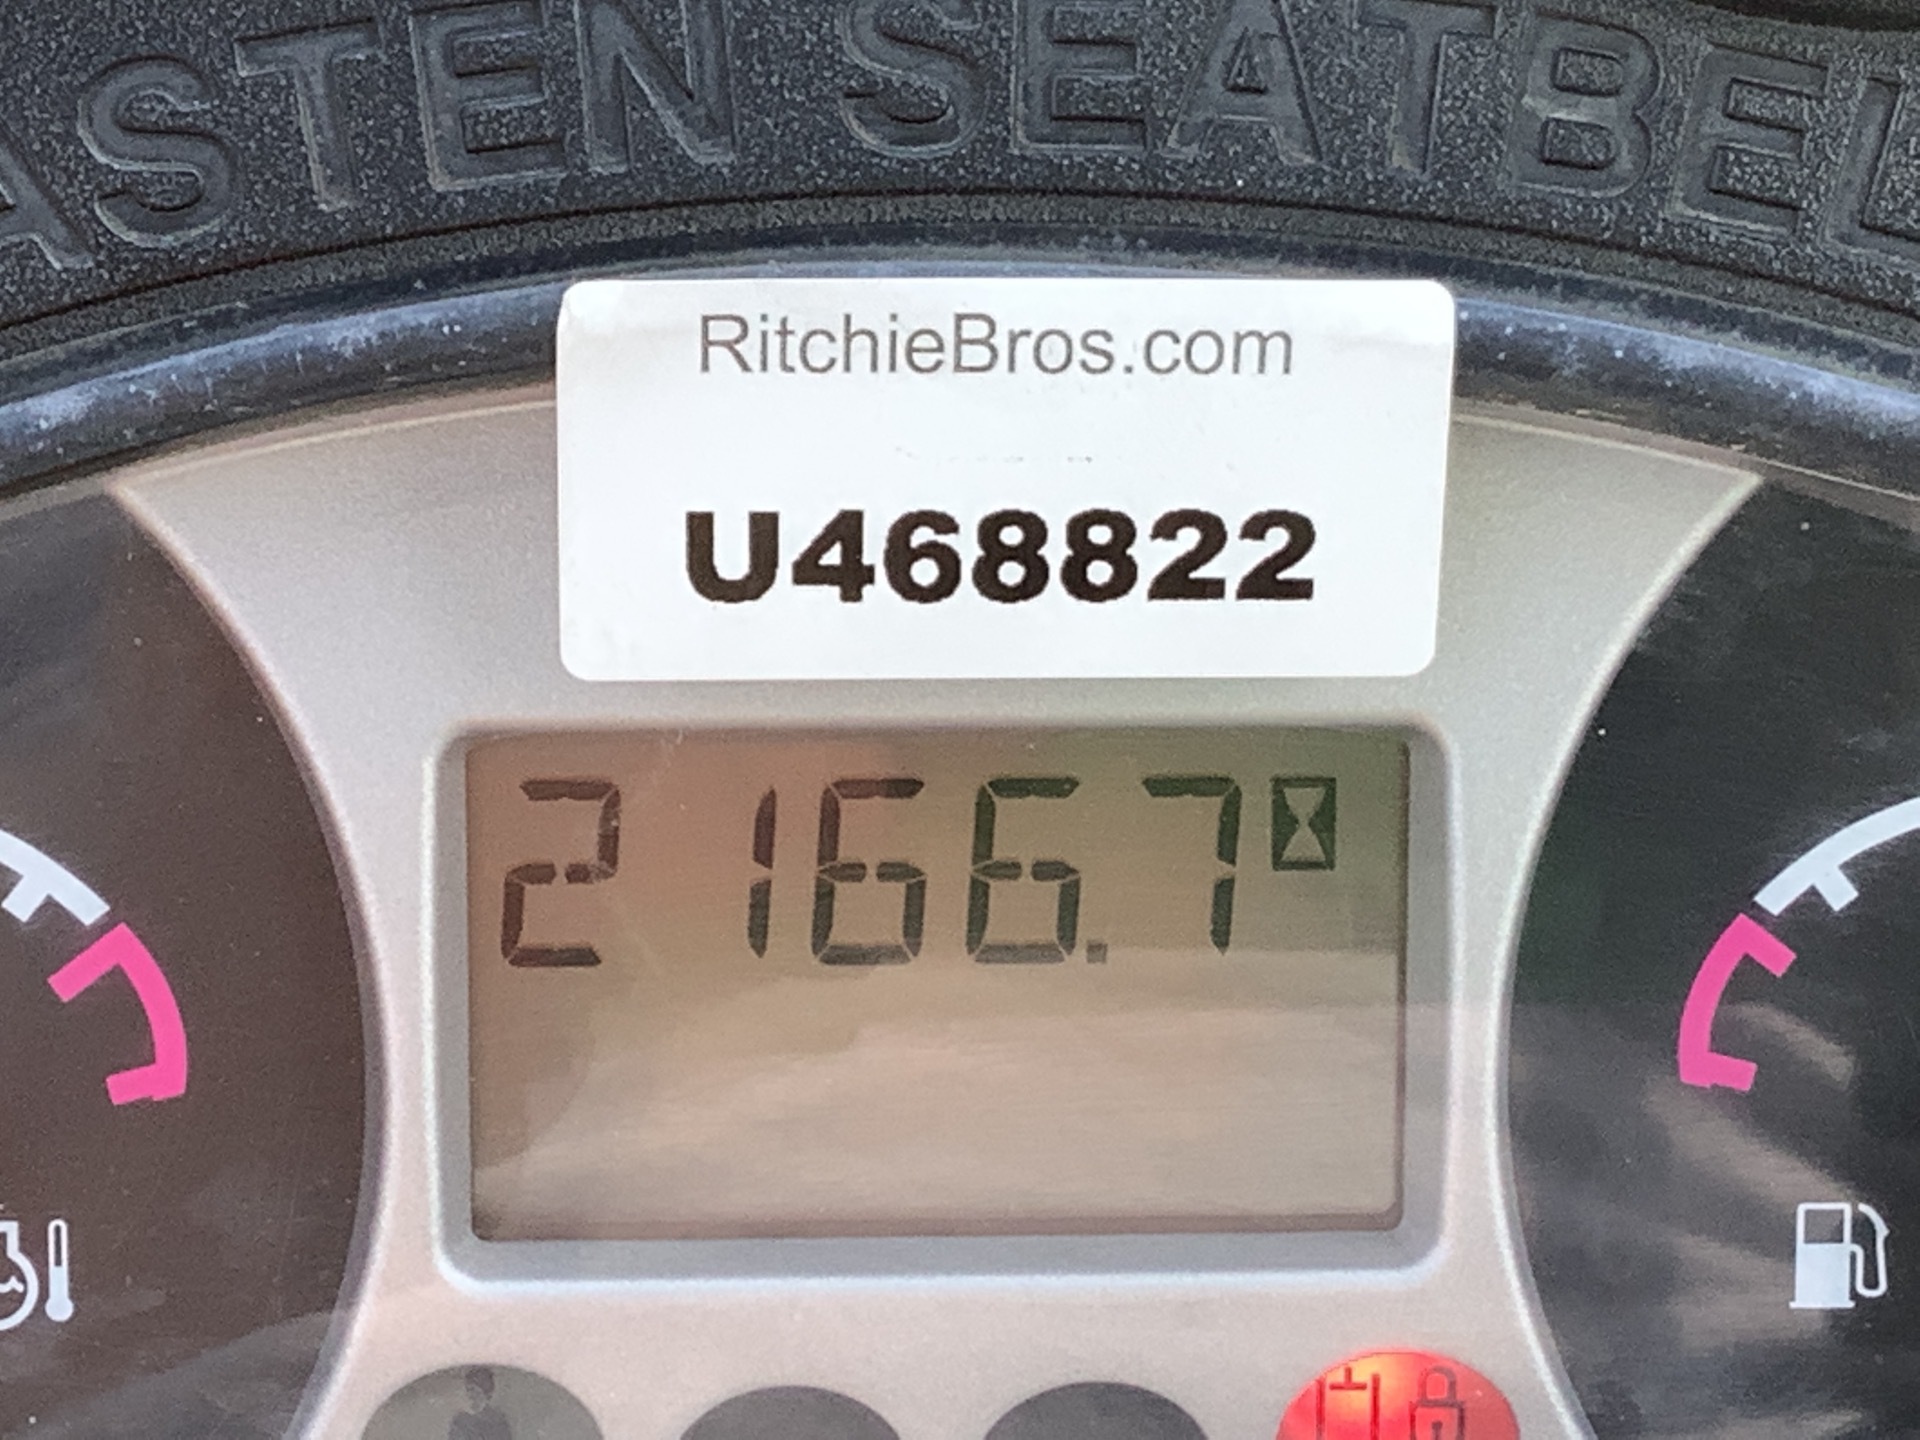 ASTEN SEATBEL
RitchieBros.com
U468822
2166.7